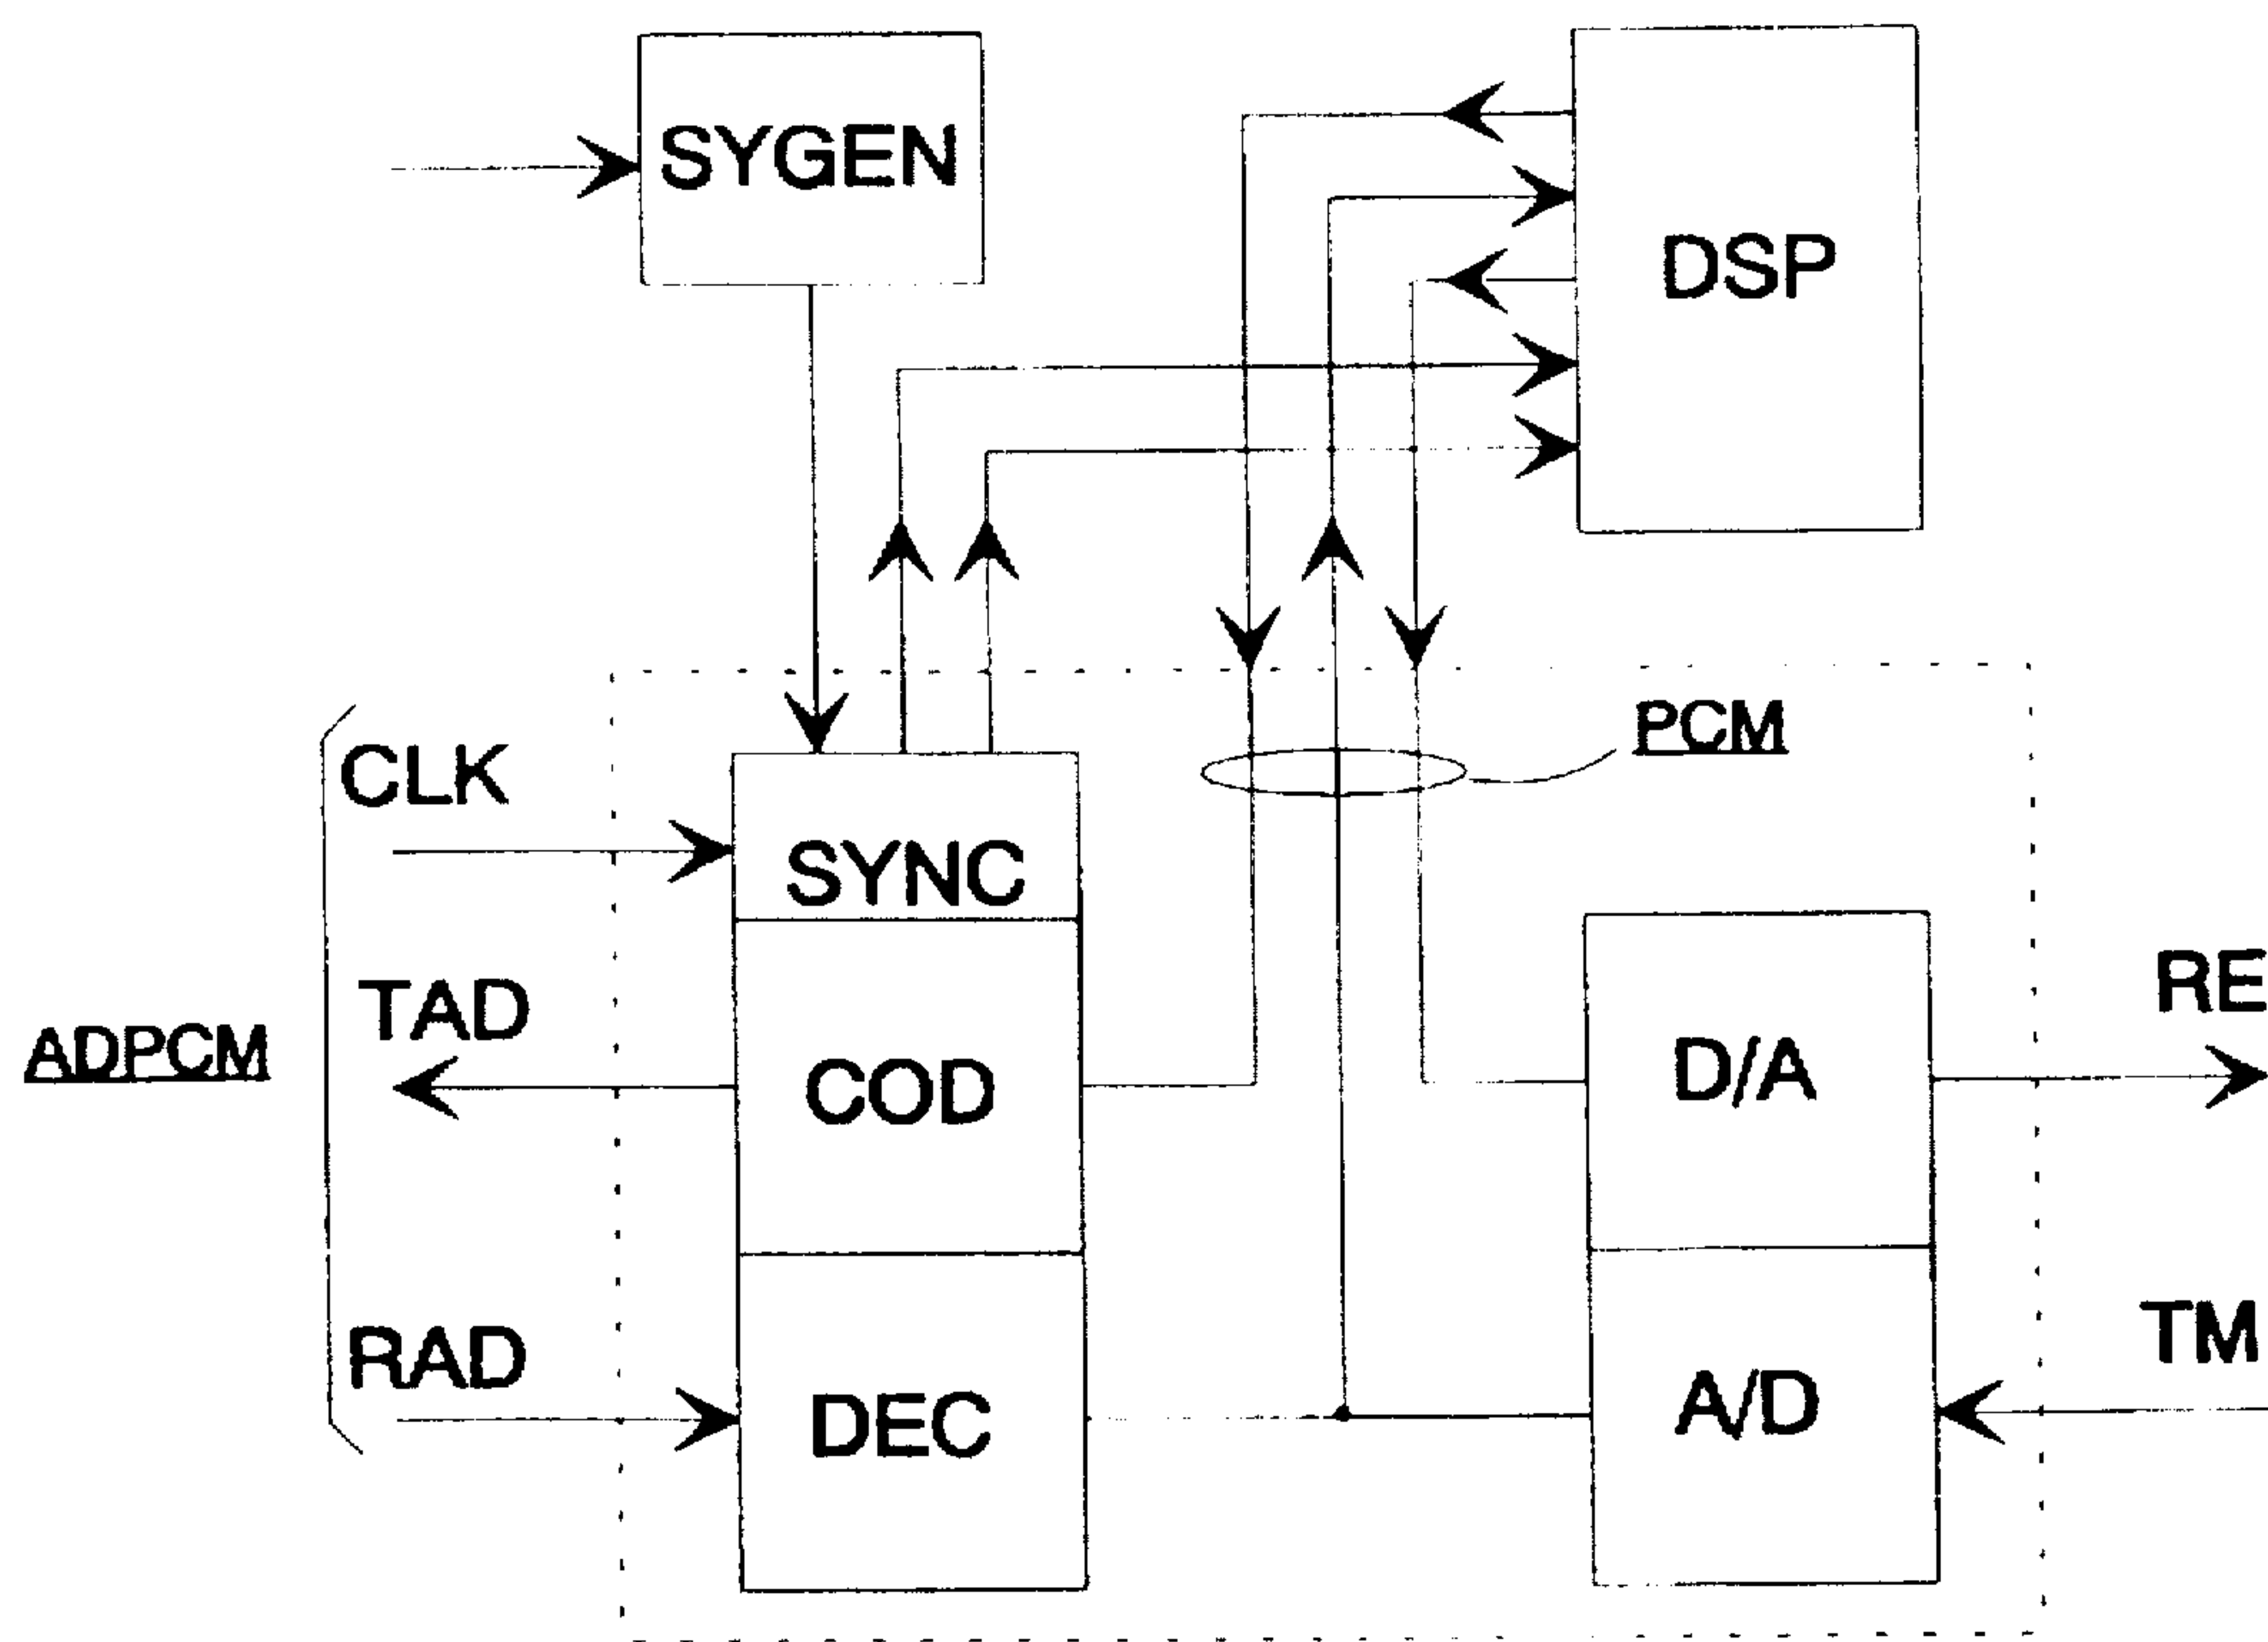 SYGEN
DSP
PCM
CLK
SYNC
TAD
ADPCM
COD
D/A
RE
RAD
DEC
A/D
TM